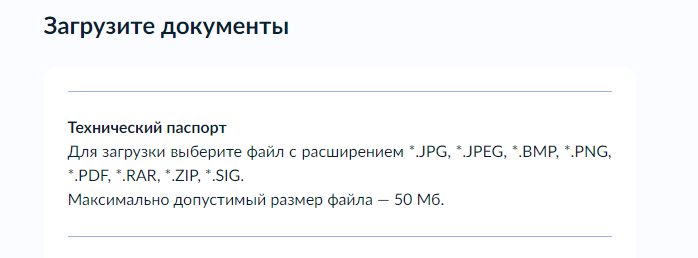 Загрузите документы
Технический паспорт
Для загрузки выберите файл с расширением *.JPG, *.JPEG, *.BMP, *.PNG,
*.PDF, *.RAR, *.ZIP, *.SIG.
Максимально допустимый размер файла — 50 Мб.